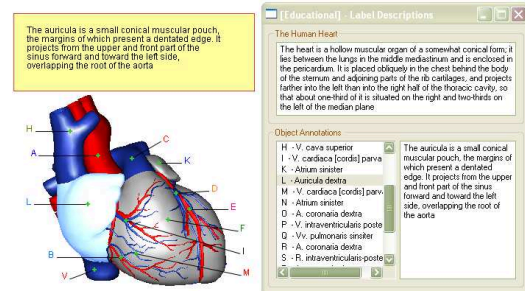 The auricula is a small conical muscular pouch,
the margins of which present a dentated edge. It
projects from the upper and front part of the
sinus forward and toward the left side,
overlapping the root of the aorta
H
A
L
B
V
C
K
D
E
F
I
M
[Educational] - Label Descriptions
The Human Heart
The heart is a hollow muscular organ of a somewhat conical form; it
lies between the lungs in the middle mediastinum and is enclosed in
the pericardium. It is placed obliquely in the chest behind the body
of the sternum and adjoining parts of the rib cartilages, and projects
farther into the left than into the right half of the thoracic cavity, so
that about one-third of it is situated on the right and two-thirds on
the left of the median plane
Object Annotations
H - V. cava superior
I - V. cardiaca [cordis] parva
K - Atrium sinister
L - Auricula dextra
M - V. cardiaca [cordis] parv
N - Atrium sinister
O - A. coronaria dextra
P - V. intraventricularis poste
Q - Vv. pulmonaris sinsiter
R - A. coronaria dextra
S - R. intraventricularis-poste
The auricula is a small conical
muscular pouch, the margins of
which present a dentated edge.
It projects from the upper and
front part of the sinus forward
and toward the left side,
overlapping the root of the
aorta